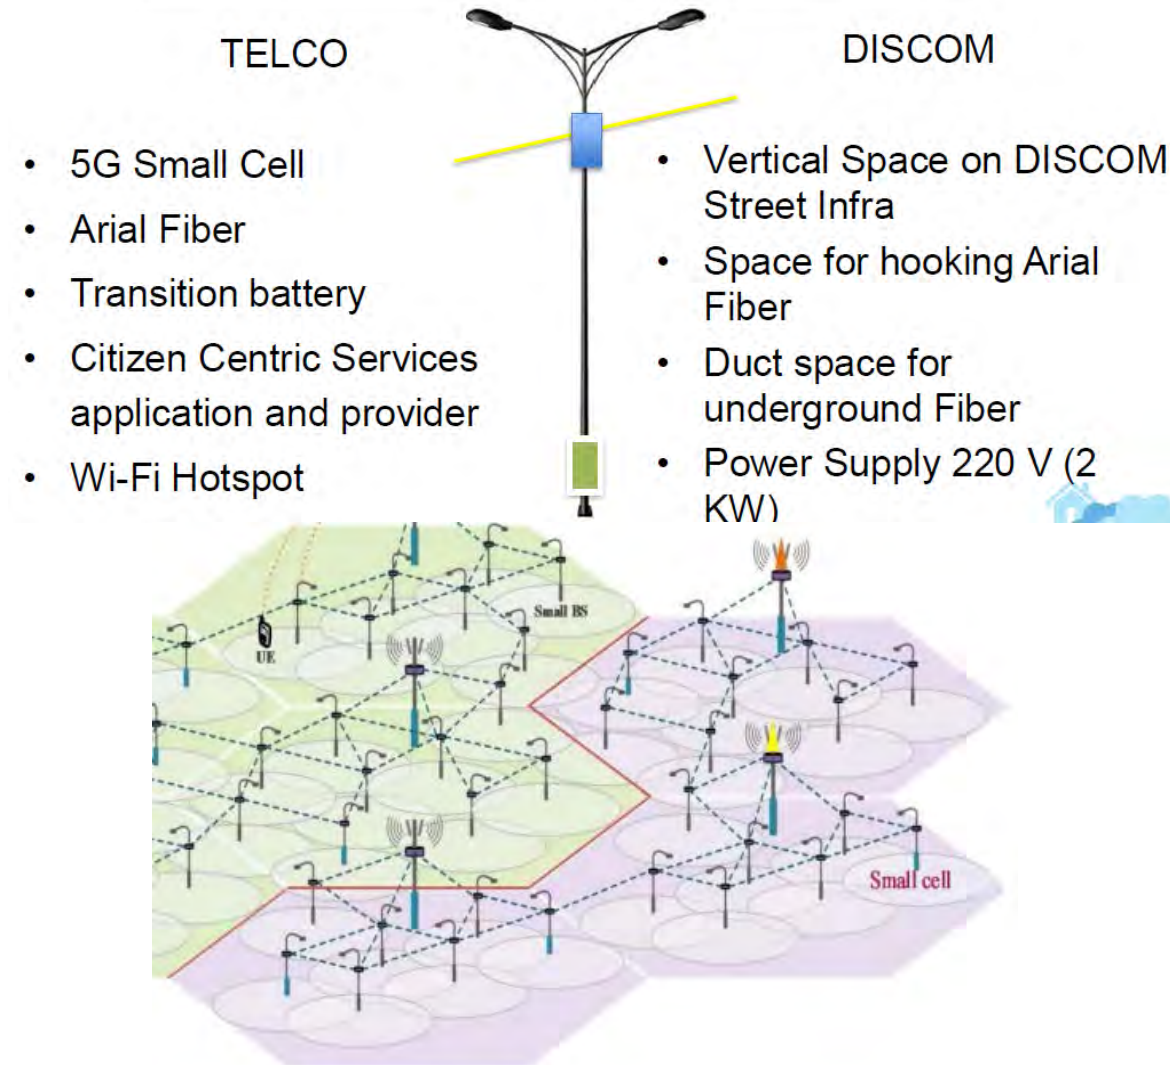 TELCO
• 5G Small Cell
• Arial Fiber
• Transition battery
• Citizen Centric Services
application and provider
• Wi-Fi Hotspot
DISCOM
• Vertical Space on DISCOM
Street Infra
• Space for hooking Arial
Fiber
• Duct space for
underground Fiber
• Power Supply 220 V (2
KW)
Small BS
UE
Small cell